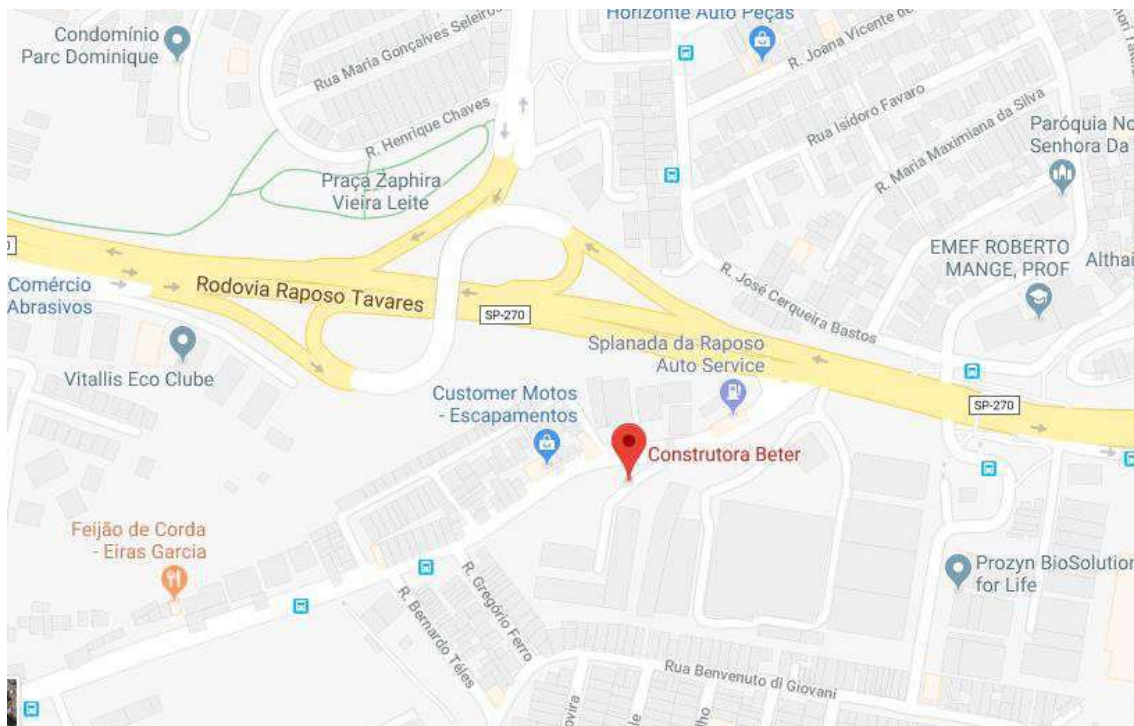 Horizonte Auto Peças
Condomínio
Parc Dominique
Rua Maria Gonçalves Seleiros
R. Joana Vicente de
Rua Isidoro Favaro
R. Henrique Chaves
R. Maria Maximiana da Silva
Paróquia No
Senhora Da
Praça Zaphira
Vieira Leite
EMEF ROBERTO
MANGE, PROF
Althai
Comércio
Abrasivos
Rodovia Raposo Tavares
SP-270
R. José Cerqueira Bastos
Splanada da Raposo
Auto Service
Vitallis Eco Clube
Customer Motos
- Escapamentos
SP-270
Construtora Beter
Feijão de Corda
- Eiras Garcia
R. Gregório Ferro
R. Bernardo Téles
Prozyn BioSolution
for Life
Rua Benvenuto di Giovani